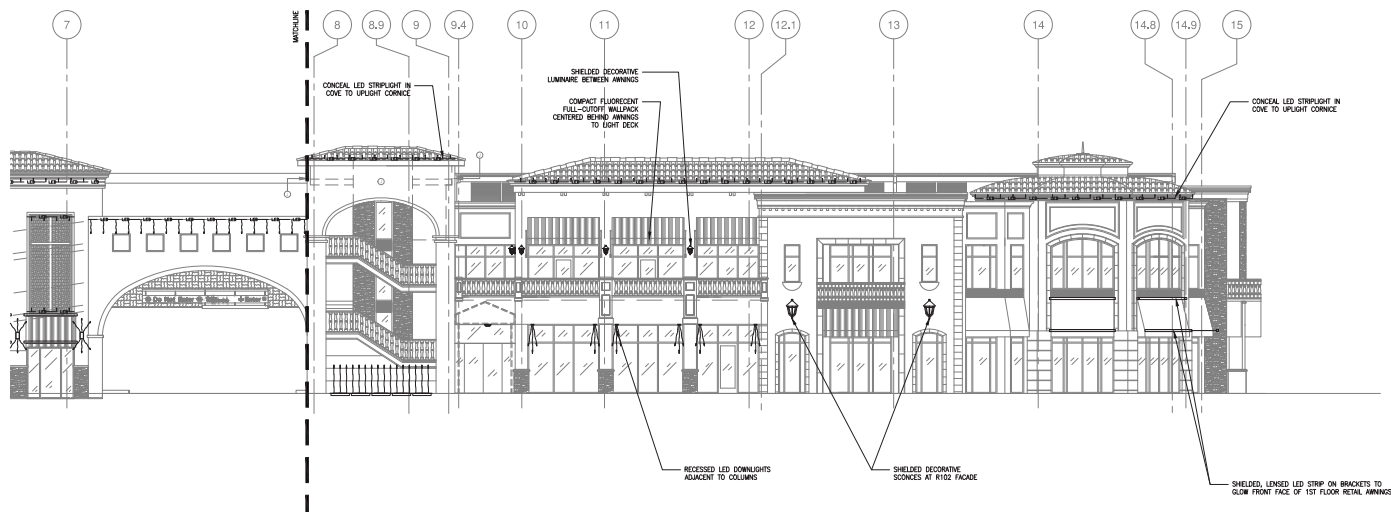 7
MATCHLINE
8
8.9
9
9.4
10
11
12
12.1
13
14
14.8
14.9
15
CONCEAL LED STRIPLIGHT IN
COVE TO UPLIGHT CORNICE
SHIELDED DECORATIVE
LUMINAIRE BETWEEN AWNINGS
COMPACT FLUORECENT
FULL-CUTOFF WALLPACK
CENTERED BEHIND AWNINGS
TO LIGHT DECK
CONCEAL LED STRIPLIGHT IN
COVE TO UPLIGHT CORNICE
Do Not Enter
Enter
RECESSED LED DOWNLIGHTS
ADJACENT TO COLUMNS
SHIELDED DECORATIVE
SCONCES AT R102 FACADE
SHIELDED, LENSED LED STRIP ON BRACKETS TO
GLOW FRONT FACE OF 1ST FLOOR RETAIL AWNINGS